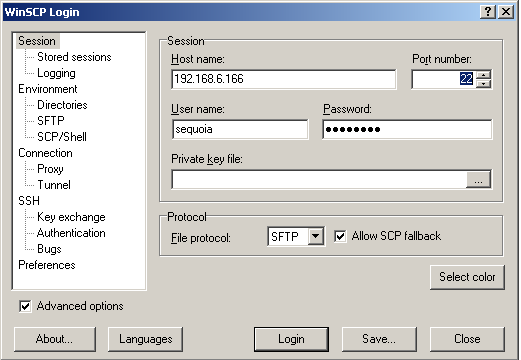 WinSCP Login
Session
Stored sessions
Logging
Environment
Directories
SFTP
SCP/Shell
Connection
Proxy
Tunnel
SSH
Key exchange
Authentication
Bugs
Preferences
Session
Host name:
Port number:
192.168.6.166
22
User name:
Password:
sequoia
●●●●●●●●
Private key file:
...
Protocol
File protocol:
SFTP
Allow SCP fallback
Select color
Advanced options
About...
Languages
Login
Save...
Close